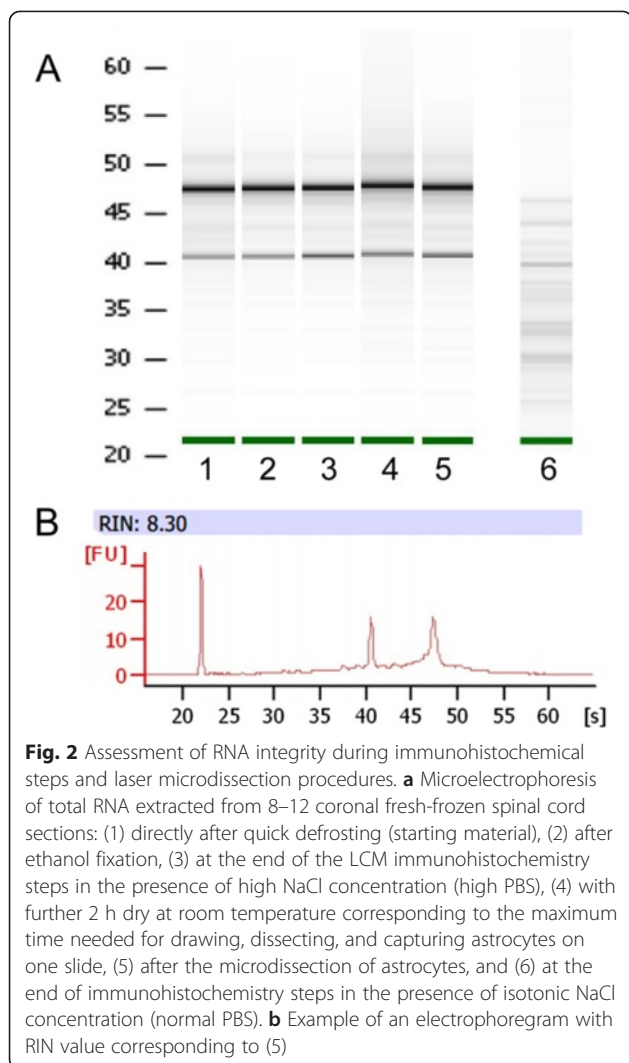 A
60
55
50
45
40
35
30
25
20
1 2 3 4 5 6
B
RIN: 8.30
[FU]
20
10
0
20 25 30 35 40 45 50 55 60 [s]
Fig. 2 Assessment of RNA integrity during immunohistochemical
steps and laser microdissection procedures. a Microelectrophoresis
of total RNA extracted from 8–12 coronal fresh-frozen spinal cord
sections: (1) directly after quick defrosting (starting material), (2) after
ethanol fixation, (3) at the end of the LCM immunohistochemistry
steps in the presence of high NaCl concentration (high PBS), (4) with
further 2 h dry at room temperature corresponding to the maximum
time needed for drawing, dissecting, and capturing astrocytes on
one slide, (5) after the microdissection of astrocytes, and (6) at the
end of immunohistochemistry steps in the presence of isotonic NaCl
concentration (normal PBS). b Example of an electrophoregram with
RIN value corresponding to (5)